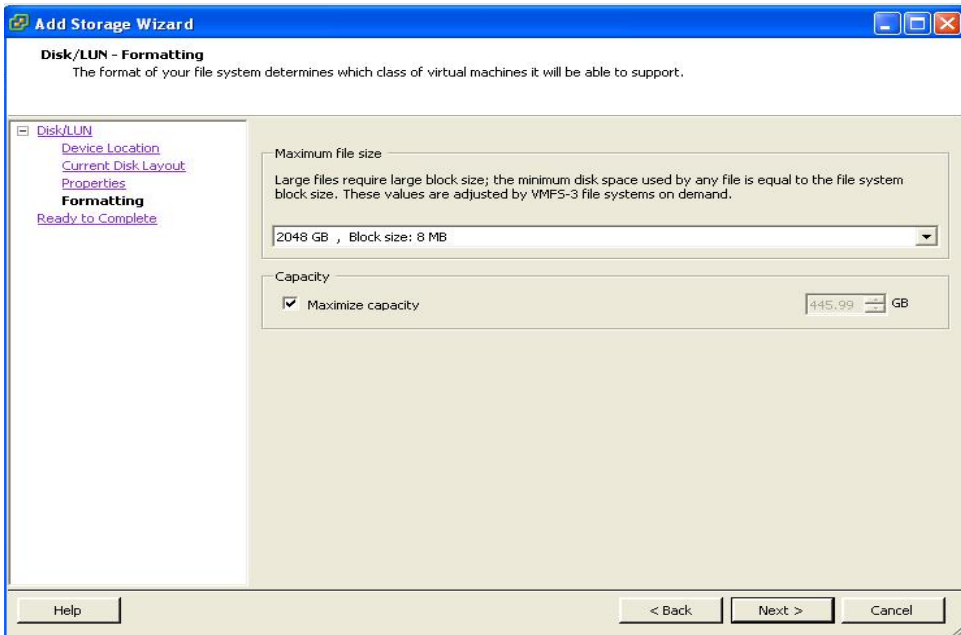 Add Storage Wizard
Disk/LUN - Formatting
The format of your file system determines which class of virtual machines it will be able to support.
Disk/LUN
Device Location
Current Disk Layout
Properties
Formatting
Ready to Complete
Maximum file size
Large files require large block size; the minimum disk space used by any file is equal to the file system
block size. These values are adjusted by VMFS-3 file systems on demand.
2048 GB , Block size: 8 MB
Capacity
Maximize capacity
445.99 GB
Help
< Back
Next >
Cancel